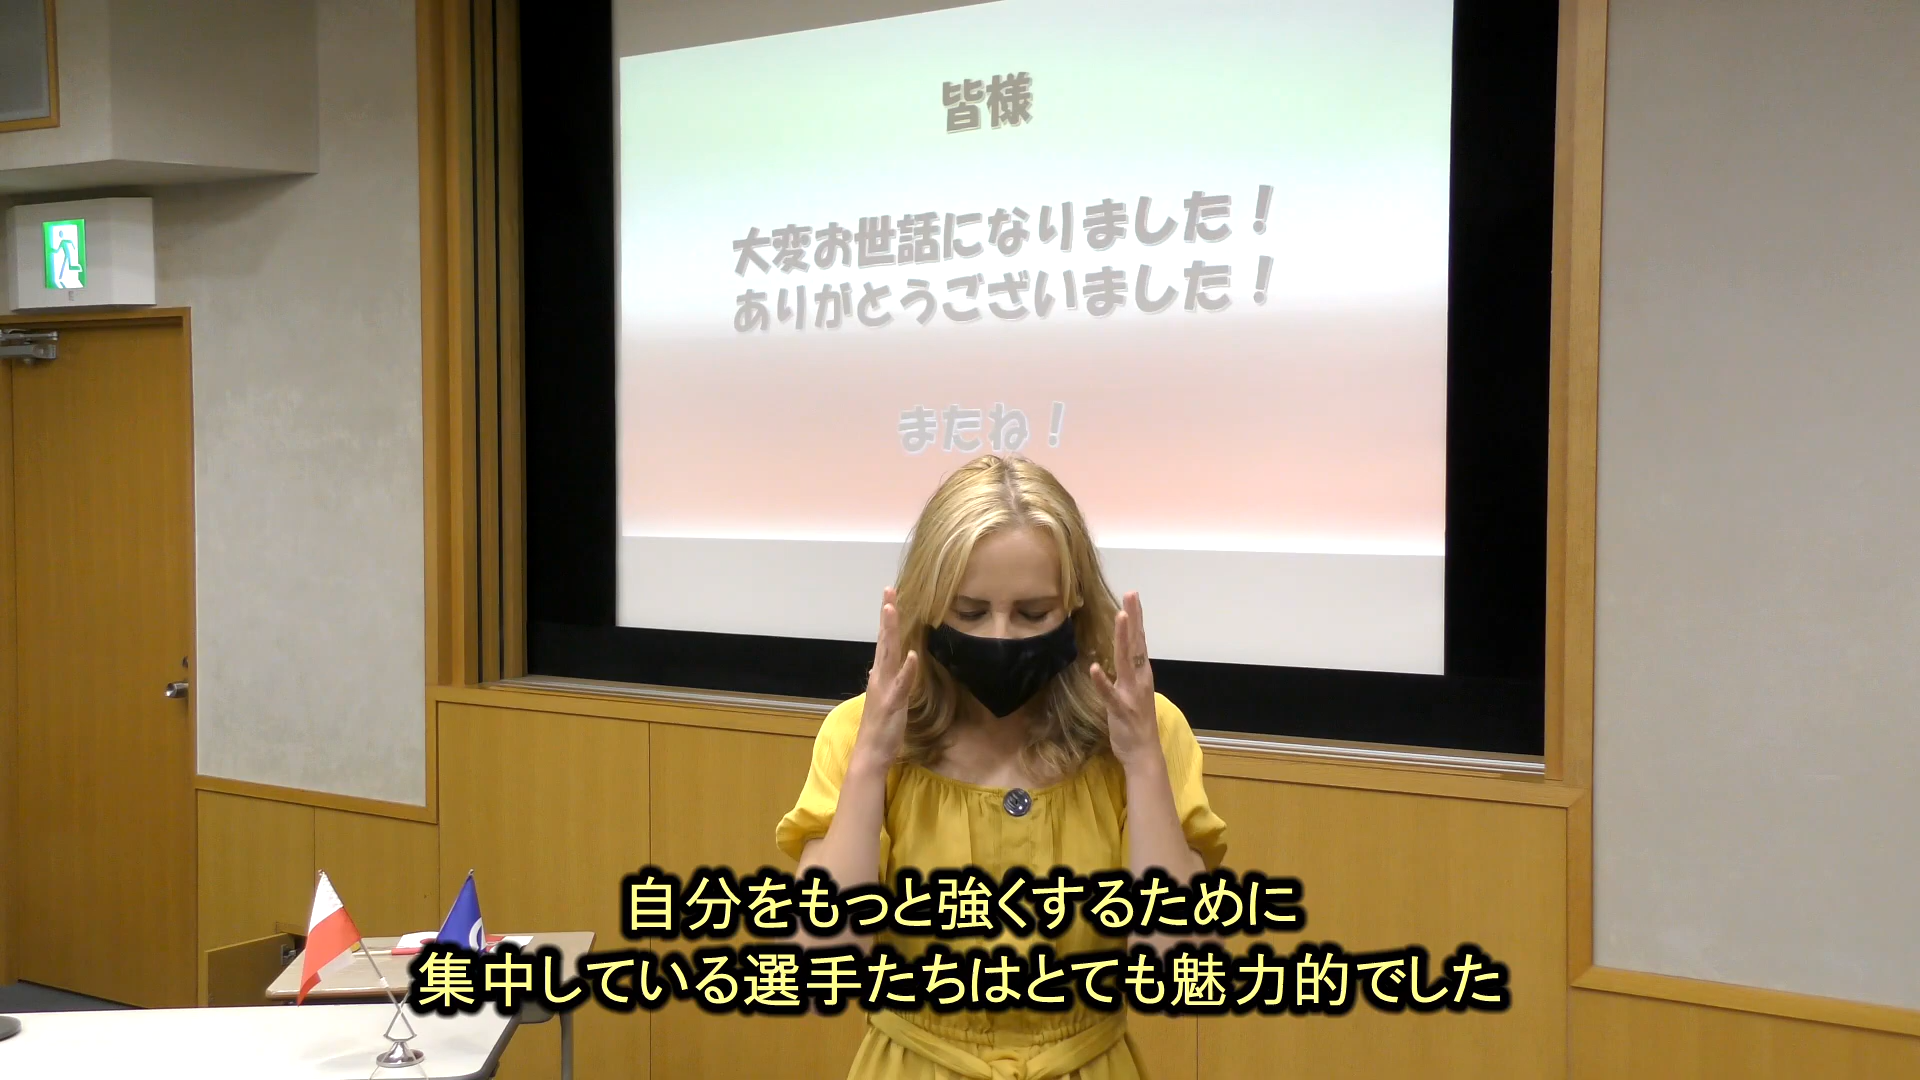 皆様
大変お世話になりました！
ありがとうございました！
またね！
自分をもっと強くするために
集中している選手たちはとても魅力的でした